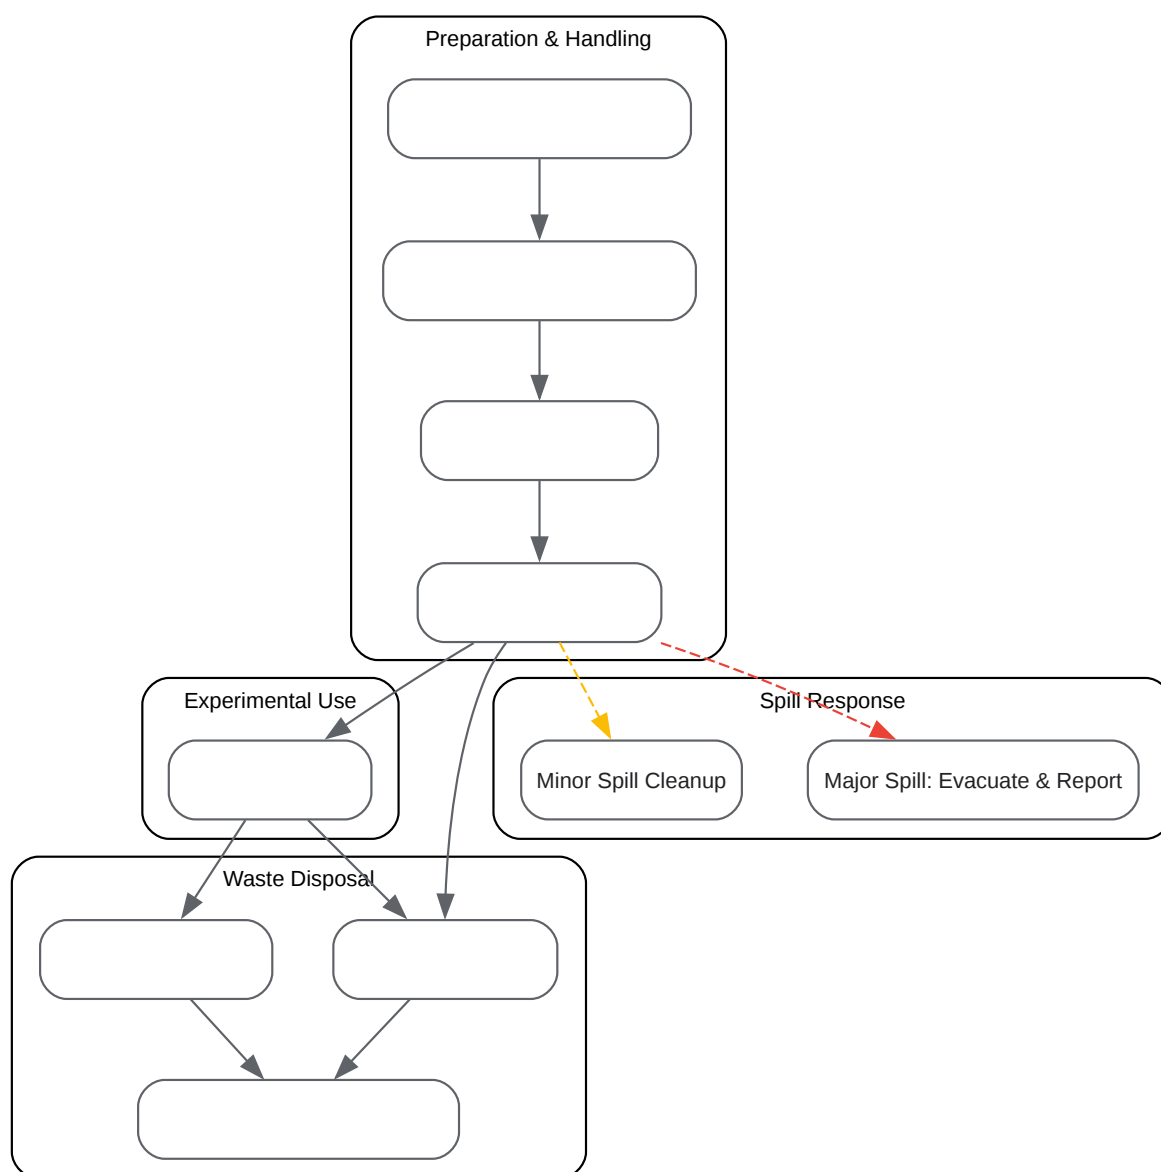 Preparation & Handling
Experimental Use
Spill Response
Minor Spill Cleanup
Major Spill: Evacuate & Report
Waste Disposal